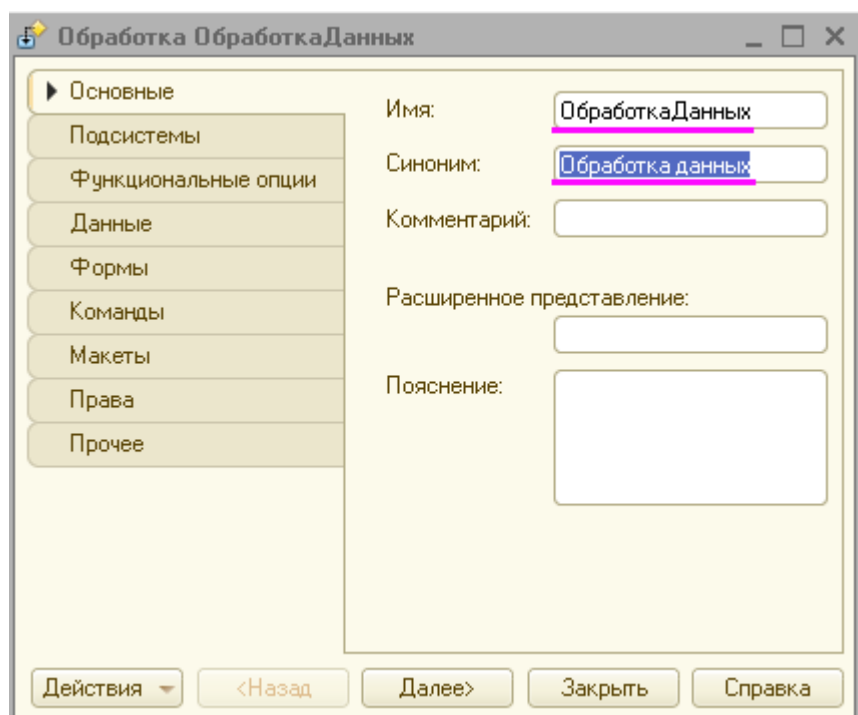 Обработка ОбработкаДанных
Основные
Подсистемы
Функциональные опции
Данные
Формы
Команды
Макеты
Права
Прочее
Имя: ОбработкаДанных
Синоним: Обработка данных
Комментарий:
Расширенное представление:
Пояснение:
Действия <Назад Далее> Закрыть Справка